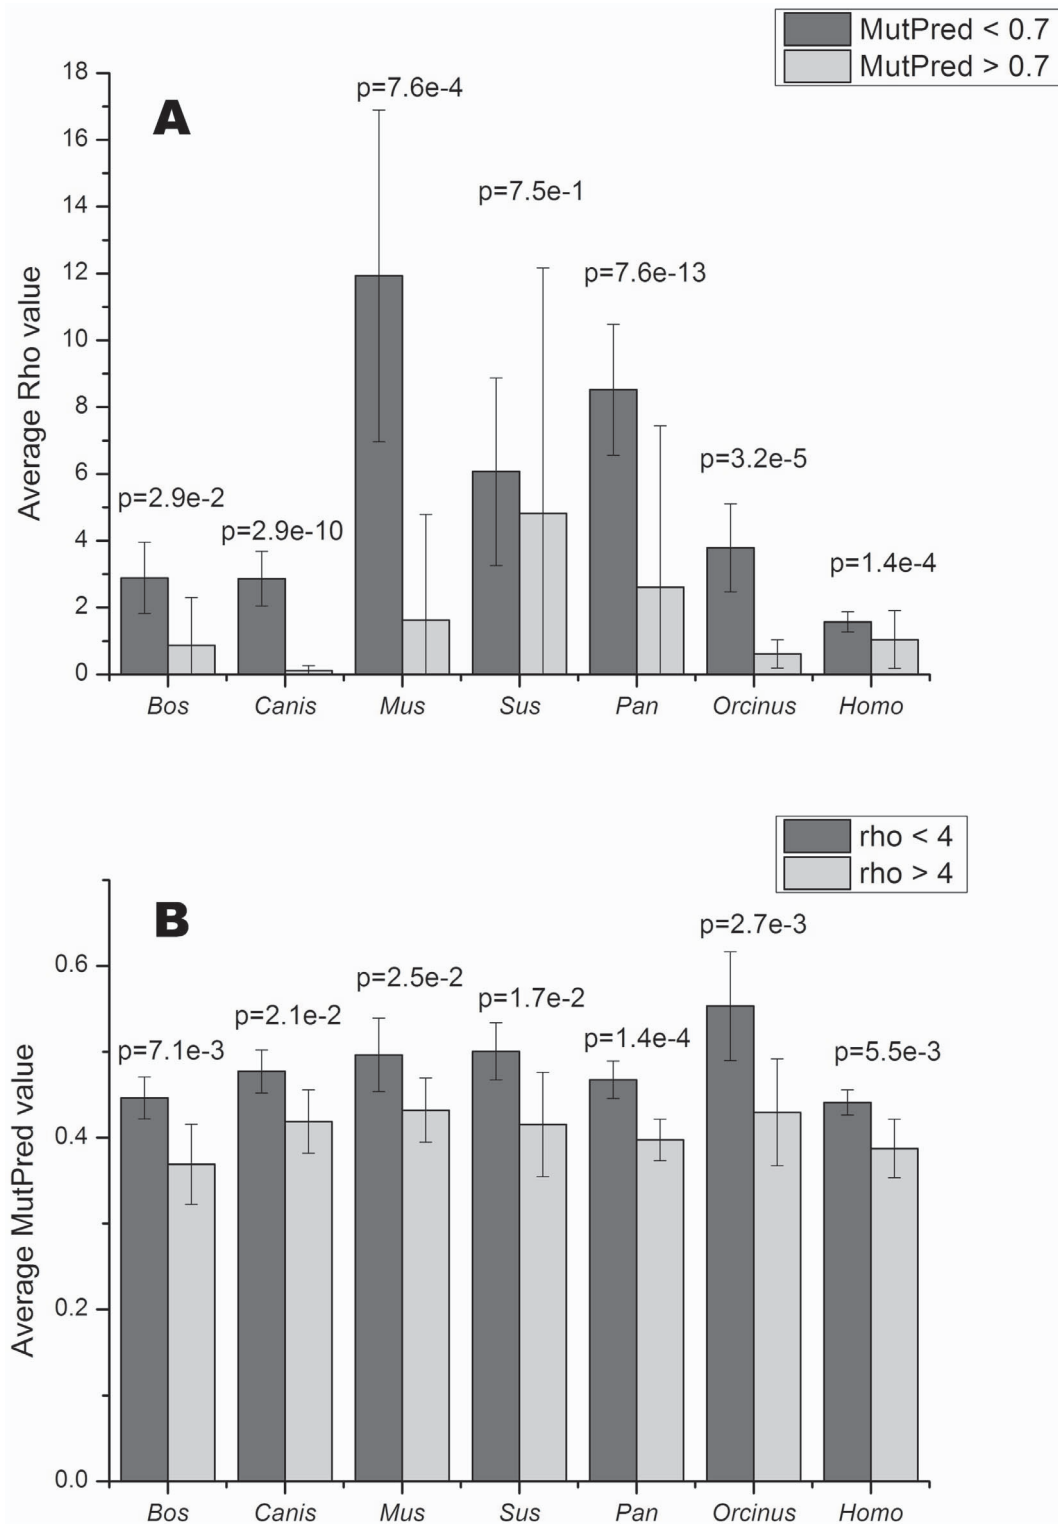 MutPred < 0.7
MutPred > 0.7
A
18
16
14
12
10
8
6
4
2
0
Average Rho value
p=2.9e-2
p=2.9e-10
p=7.6e-4
p=7.5e-1
p=7.6e-13
p=3.2e-5
p=1.4e-4
Bos Canis Mus Sus Pan Orcinus Homo
rho < 4
rho > 4
B
0.6
0.4
0.2
0.0
Average MutPred value
p=7.1e-3
p=2.1e-2
p=2.5e-2
p=1.7e-2
p=1.4e-4
p=2.7e-3
p=5.5e-3
Bos Canis Mus Sus Pan Orcinus Homo